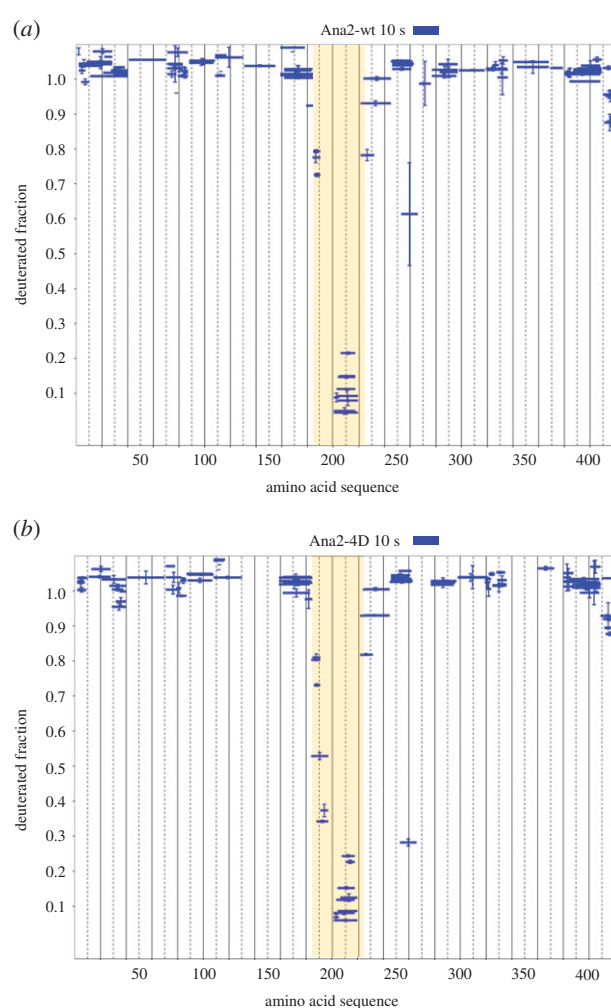 (a)
Ana2-wt 10 s
1.0
0.9
0.8
0.7
0.6
0.5
0.4
0.3
0.2
0.1
deuterated fraction
50 100 150 200 250 300 350 400
amino acid sequence
(b)
Ana2-4D 10 s
1.0
0.9
0.8
0.7
0.6
0.5
0.4
0.3
0.2
0.1
deuterated fraction
50 100 150 200 250 300 350 400
amino acid sequence